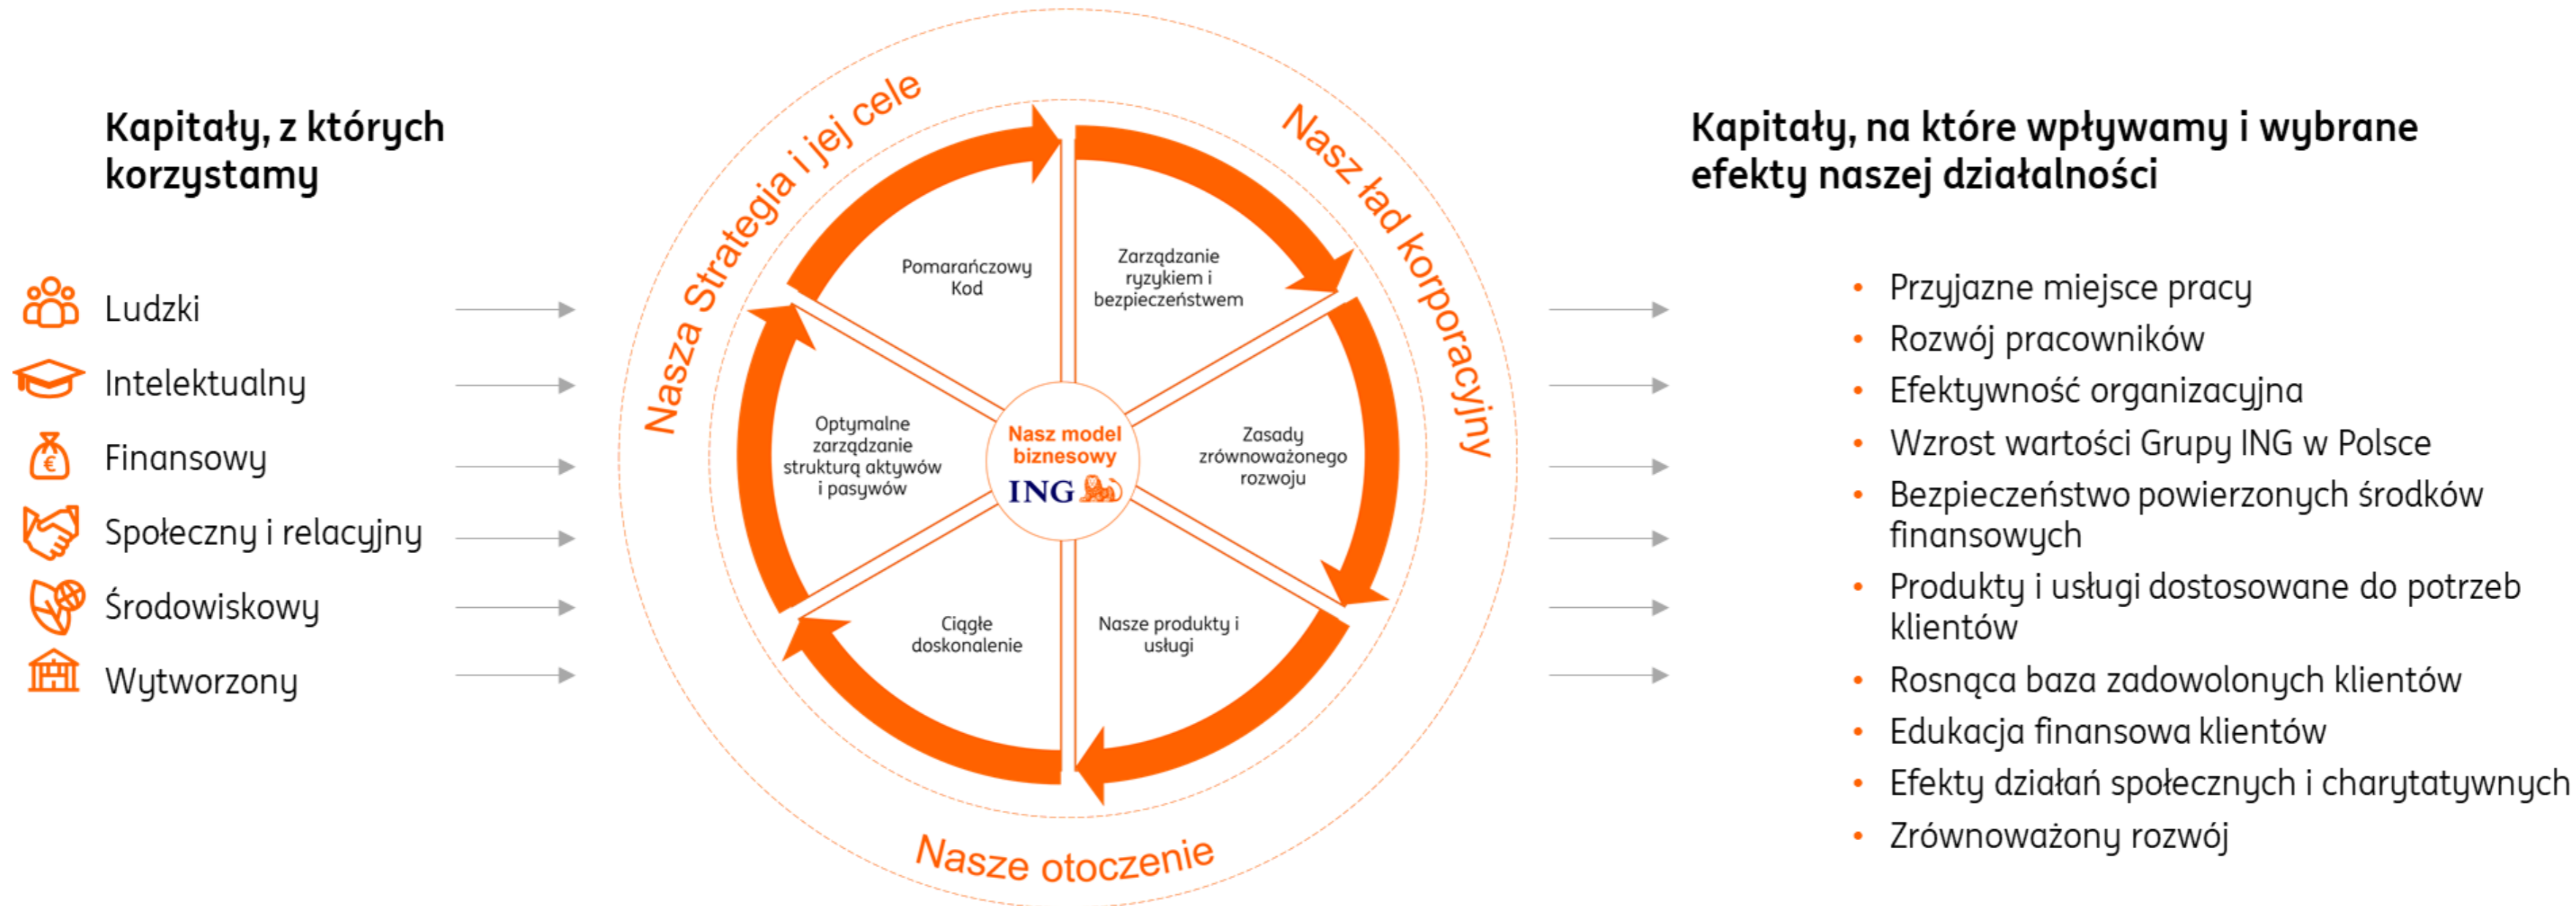 Kapitały, z których
korzystamy
Ludzki
Intelektualny
Finansowy
Społeczny i relacyjny
Środowiskowy
Wytworzony
Nasza Strategia i jej cele
Nasz ład korporacyjny
Nasze otoczenie
Pomarańczowy
Kod
Zarządzanie
ryzykiem i
bezpieczeństwem
Zasady
zrównoważonego
rozwoju
Nasze produkty i
usługi
Ciągłe
doskonalenie
Optymalne
zarządzanie
strukturą aktywów
i pasywów
Nasz model
biznesowy
ING
Kapitały, na które wpływamy i wybrane
efekty naszej działalności
• Przyjazne miejsce pracy
• Rozwój pracowników
• Efektywność organizacyjna
• Wzrost wartości Grupy ING w Polsce
• Bezpieczeństwo powierzonych środków
finansowych
• Produkty i usługi dostosowane do potrzeb
klientów
• Rosnąca baza zadowolonych klientów
• Edukacja finansowa klientów
• Efekty działań społecznych i charytatywnych
• Zrównoważony rozwój